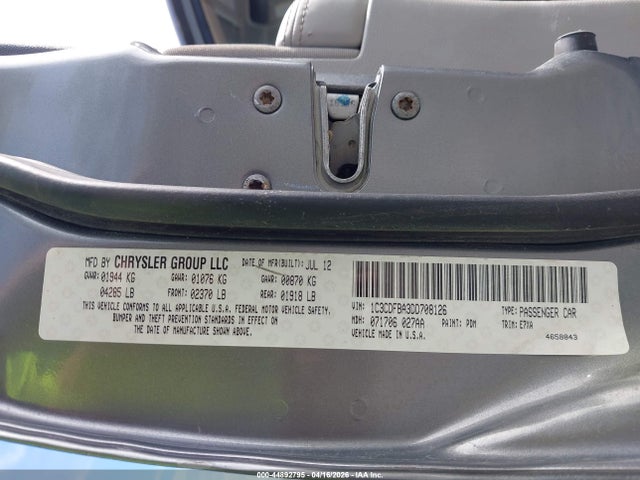 MFD BY CHRYSLER GROUP LLC DATE OF MFR(BUILT): JUL 12
GVWR: 01944 KG GAWR: 01076 KG GAWR: 00870 KG
04285 LB FRONT: 02370 LB REAR: 01918 LB
THIS VEHICLE CONFORMS TO ALL APPLICABLE U.S.A. FEDERAL MOTOR VEHICLE SAFETY,
BUMPER AND THEFT PREVENTION STANDARDS IN EFFECT ON
THE DATE OF MANUFACTURE SHOWN ABOVE.
VIN: 1C3CDFBA3DD708126 TYPE: PASSENGER CAR
MDH: 071706 027AA PAINT: PDM TRIM: E7XA
VEHICLE MADE IN U.S.A. 4658843
000-44892795 - 04/16/2026 - IAA Inc.